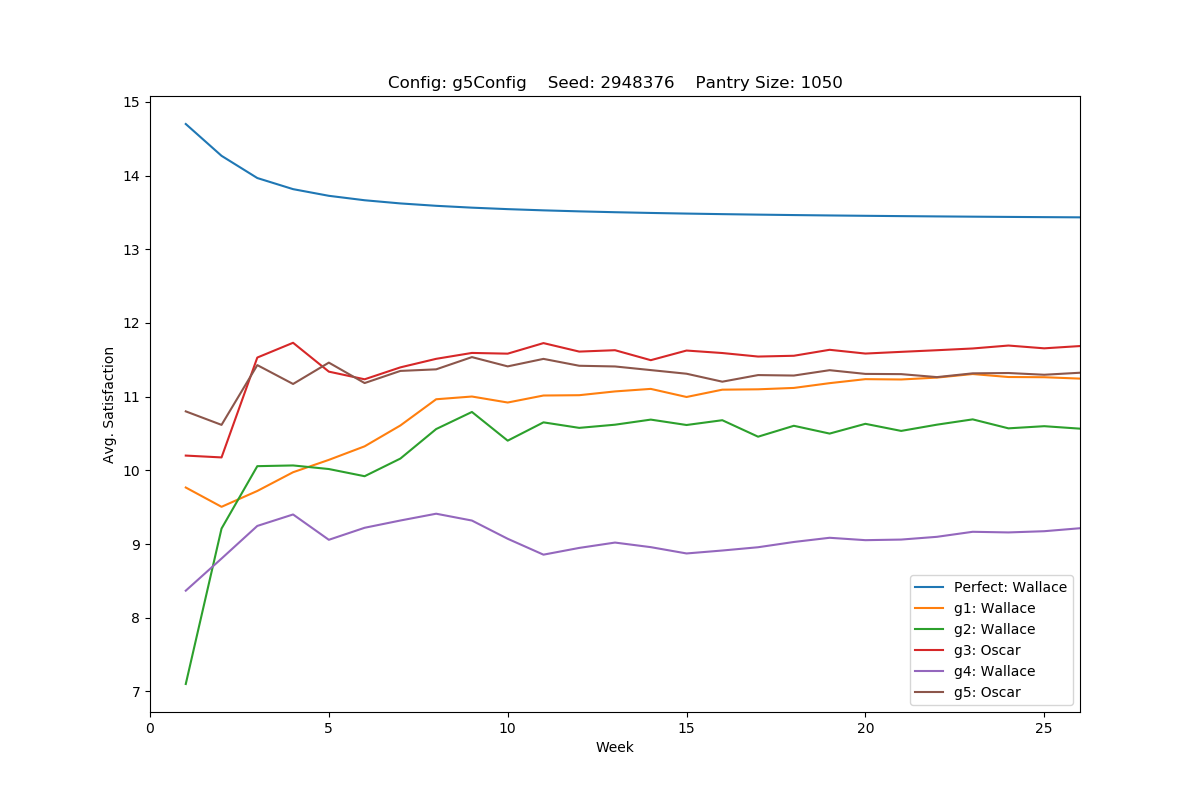 Config: g5Config    Seed: 2948376    Pantry Size: 1050
15
14
13
12
11
10
9
8
7
Avg. Satisfaction
0
5
10
15
20
25
Week
Perfect: Wallace
g1: Wallace
g2: Wallace
g3: Oscar
g4: Wallace
g5: Oscar